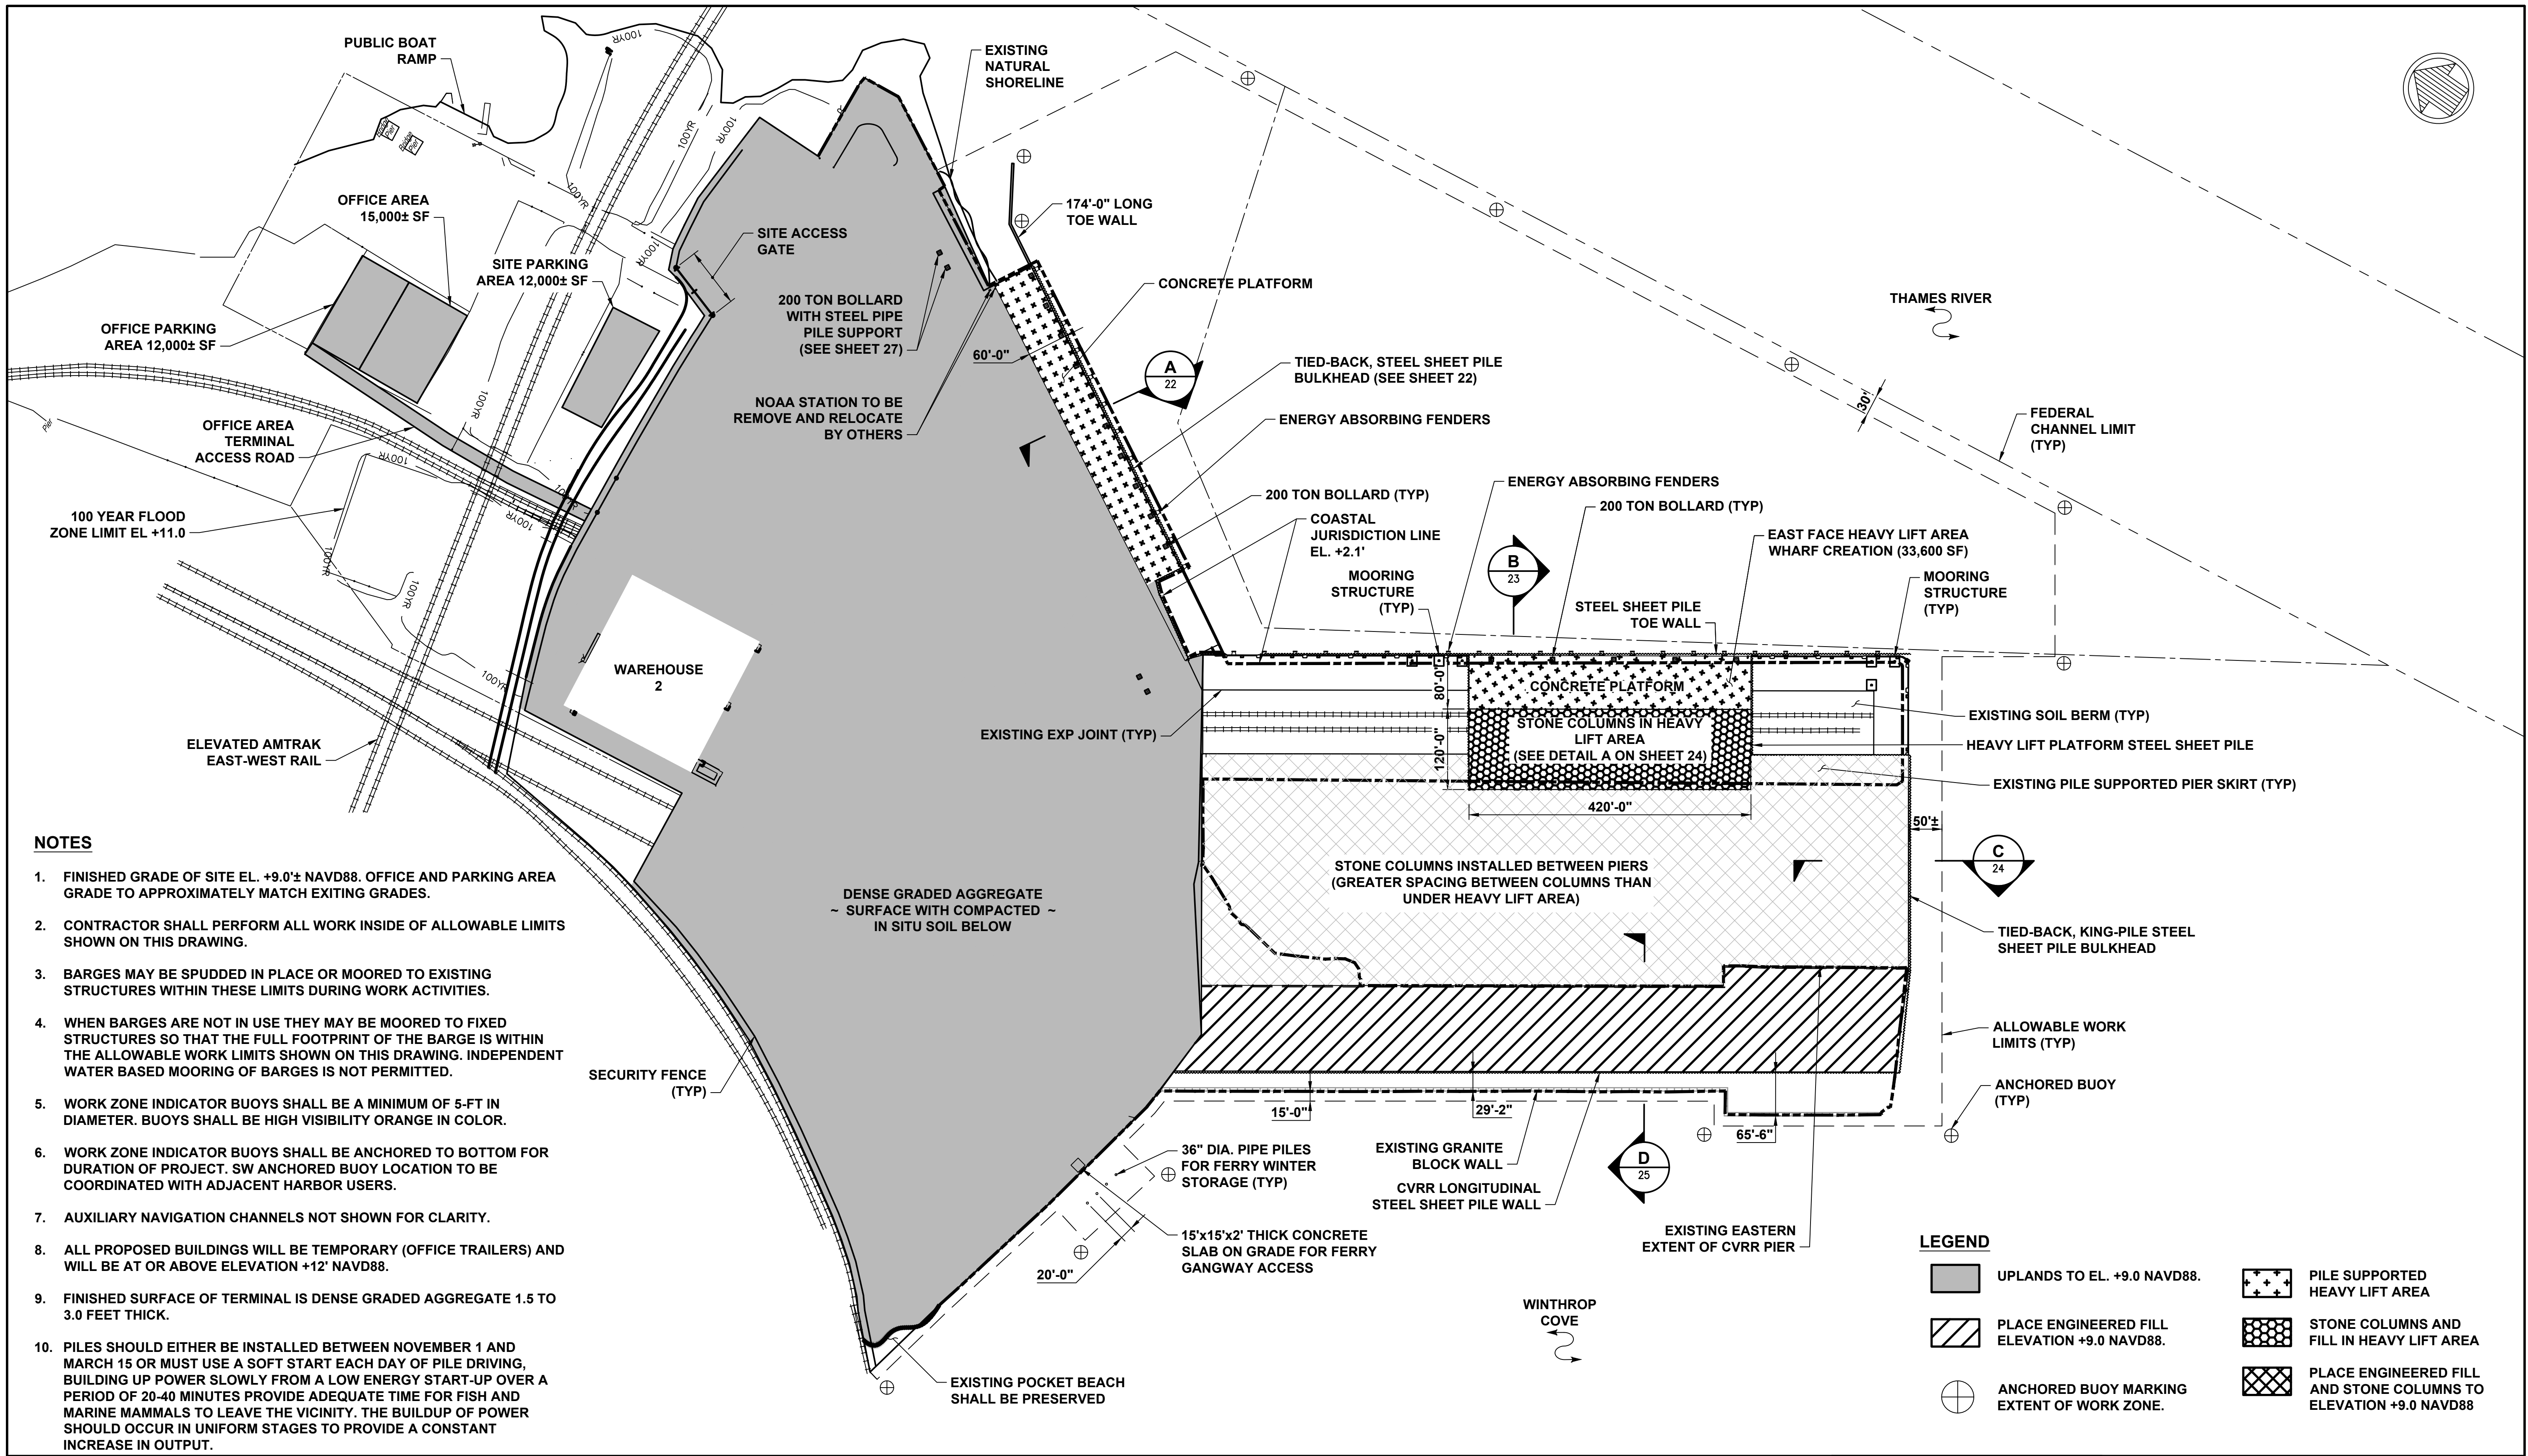 PUBLIC BOAT
RAMP
EXISTING
NATURAL
SHORELINE
100YR
100YR
100YR
Bridge
Pier
Bridge
Pier
OFFICE AREA
15,000± SF
100YR
174'-0" LONG
TOE WALL
SITE ACCESS
GATE
100YR
SITE PARKING
AREA 12,000± SF
CONCRETE PLATFORM
THAMES RIVER
200 TON BOLLARD
WITH STEEL PIPE
PILE SUPPORT
(SEE SHEET 27)
OFFICE PARKING
AREA 12,000± SF
60'-0"
A
22
TIED-BACK, STEEL SHEET PILE
BULKHEAD (SEE SHEET 22)
NOAA STATION TO BE
REMOVE AND RELOCATE
BY OTHERS
30'
FEDERAL
CHANNEL LIMIT
(TYP)
ENERGY ABSORBING FENDERS
100YR
Pier
OFFICE AREA
TERMINAL
ACCESS ROAD
100YR
ENERGY ABSORBING FENDERS
200 TON BOLLARD (TYP)
200 TON BOLLARD (TYP)
100YR
100YR
100 YEAR FLOOD
ZONE LIMIT EL +11.0
COASTAL
JURISDICTION LINE
EL. +2.1'
EAST FACE HEAVY LIFT AREA
WHARF CREATION (33,600 SF)
B
23
100YR
100YR
MOORING
STRUCTURE
(TYP)
MOORING
STRUCTURE
(TYP)
STEEL SHEET PILE
TOE WALL
WAREHOUSE
2
100YR
80'-0"
CONCRETE PLATFORM
EXISTING SOIL BERM (TYP)
STONE COLUMNS IN HEAVY
LIFT AREA
(SEE DETAIL A ON SHEET 24)
EXISTING EXP JOINT (TYP)
120'-0"
HEAVY LIFT PLATFORM STEEL SHEET PILE
ELEVATED AMTRAK
EAST-WEST RAIL
EXISTING PILE SUPPORTED PIER SKIRT (TYP)
420'-0"
50'±
C
24
STONE COLUMNS INSTALLED BETWEEN PIERS
(GREATER SPACING BETWEEN COLUMNS THAN
UNDER HEAVY LIFT AREA)
DENSE GRADED AGGREGATE
~ SURFACE WITH COMPACTED ~
IN SITU SOIL BELOW
TIED-BACK, KING-PILE STEEL
SHEET PILE BULKHEAD
ALLOWABLE WORK
LIMITS (TYP)
SECURITY FENCE
(TYP)
ANCHORED BUOY
(TYP)
15'-0"
29'-2"
65'-6"
EXISTING GRANITE
BLOCK WALL
D
25
36" DIA. PIPE PILES
FOR FERRY WINTER
STORAGE (TYP)
CVRR LONGITUDINAL
STEEL SHEET PILE WALL
15'x15'x2' THICK CONCRETE
SLAB ON GRADE FOR FERRY
GANGWAY ACCESS
EXISTING EASTERN
EXTENT OF CVRR PIER
20'-0"
WINTHROP
COVE
EXISTING POCKET BEACH
SHALL BE PRESERVED
NOTES
1. FINISHED GRADE OF SITE EL. +9.0'± NAVD88. OFFICE AND PARKING AREA
GRADE TO APPROXIMATELY MATCH EXITING GRADES.
2. CONTRACTOR SHALL PERFORM ALL WORK INSIDE OF ALLOWABLE LIMITS
SHOWN ON THIS DRAWING.
3. BARGES MAY BE SPUDDED IN PLACE OR MOORED TO EXISTING
STRUCTURES WITHIN THESE LIMITS DURING WORK ACTIVITIES.
4. WHEN BARGES ARE NOT IN USE THEY MAY BE MOORED TO FIXED
STRUCTURES SO THAT THE FULL FOOTPRINT OF THE BARGE IS WITHIN
THE ALLOWABLE WORK LIMITS SHOWN ON THIS DRAWING. INDEPENDENT
WATER BASED MOORING OF BARGES IS NOT PERMITTED.
5. WORK ZONE INDICATOR BUOYS SHALL BE A MINIMUM OF 5-FT IN
DIAMETER. BUOYS SHALL BE HIGH VISIBILITY ORANGE IN COLOR.
6. WORK ZONE INDICATOR BUOYS SHALL BE ANCHORED TO BOTTOM FOR
DURATION OF PROJECT. SW ANCHORED BUOY LOCATION TO BE
COORDINATED WITH ADJACENT HARBOR USERS.
7. AUXILIARY NAVIGATION CHANNELS NOT SHOWN FOR CLARITY.
8. ALL PROPOSED BUILDINGS WILL BE TEMPORARY (OFFICE TRAILERS) AND
WILL BE AT OR ABOVE ELEVATION +12' NAVD88.
9. FINISHED SURFACE OF TERMINAL IS DENSE GRADED AGGREGATE 1.5 TO
3.0 FEET THICK.
10. PILES SHOULD EITHER BE INSTALLED BETWEEN NOVEMBER 1 AND
MARCH 15 OR MUST USE A SOFT START EACH DAY OF PILE DRIVING,
BUILDING UP POWER SLOWLY FROM A LOW ENERGY START-UP OVER A
PERIOD OF 20-40 MINUTES PROVIDE ADEQUATE TIME FOR FISH AND
MARINE MAMMALS TO LEAVE THE VICINITY. THE BUILDUP OF POWER
SHOULD OCCUR IN UNIFORM STAGES TO PROVIDE A CONSTANT
INCREASE IN OUTPUT.
LEGEND
UPLANDS TO EL. +9.0 NAVD88.
PILE SUPPORTED
HEAVY LIFT AREA
PLACE ENGINEERED FILL
ELEVATION +9.0 NAVD88.
STONE COLUMNS AND
FILL IN HEAVY LIFT AREA
ANCHORED BUOY MARKING
EXTENT OF WORK ZONE.
PLACE ENGINEERED FILL
AND STONE COLUMNS TO
ELEVATION +9.0 NAVD88